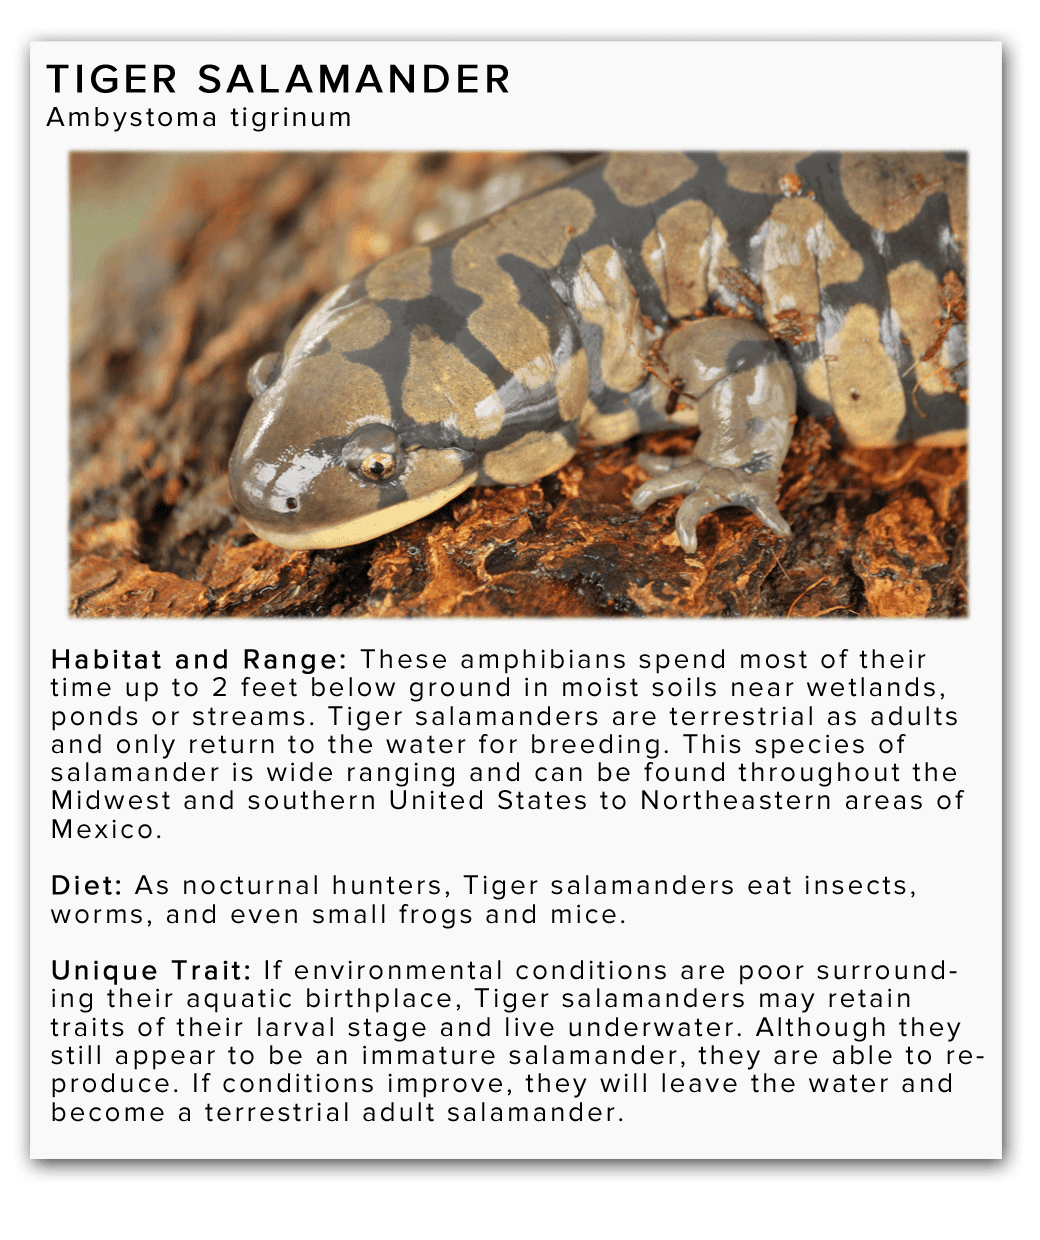 TIGER SALAMANDER
Ambystoma tigrinum
Habitat and Range: These amphibians spend most of their
time up to 2 feet below ground in moist soils near wetlands,
ponds or streams. Tiger salamanders are terrestrial as adults
and only return to the water for breeding. This species of
salamander is wide ranging and can be found throughout the
Midwest and southern United States to Northeastern areas of
Mexico.
Diet: As nocturnal hunters, Tiger salamanders eat insects,
worms, and even small frogs and mice.
Unique Trait: If environmental conditions are poor surround-
ing their aquatic birthplace, Tiger salamanders may retain
traits of their larval stage and live underwater. Although they
still appear to be an immature salamander, they are able to re-
produce. If conditions improve, they will leave the water and
become a terrestrial adult salamander.